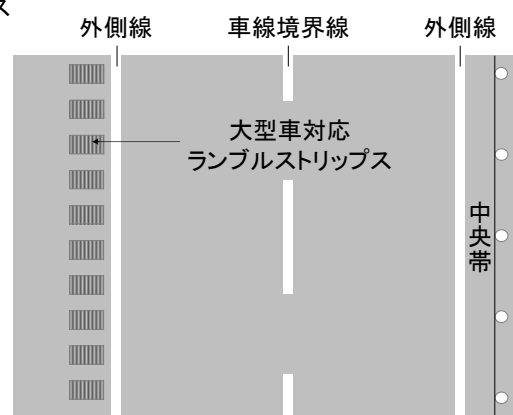 ス
外側線
車線境界線
外側線
大型車対応
ランブルストリップス
中央帯